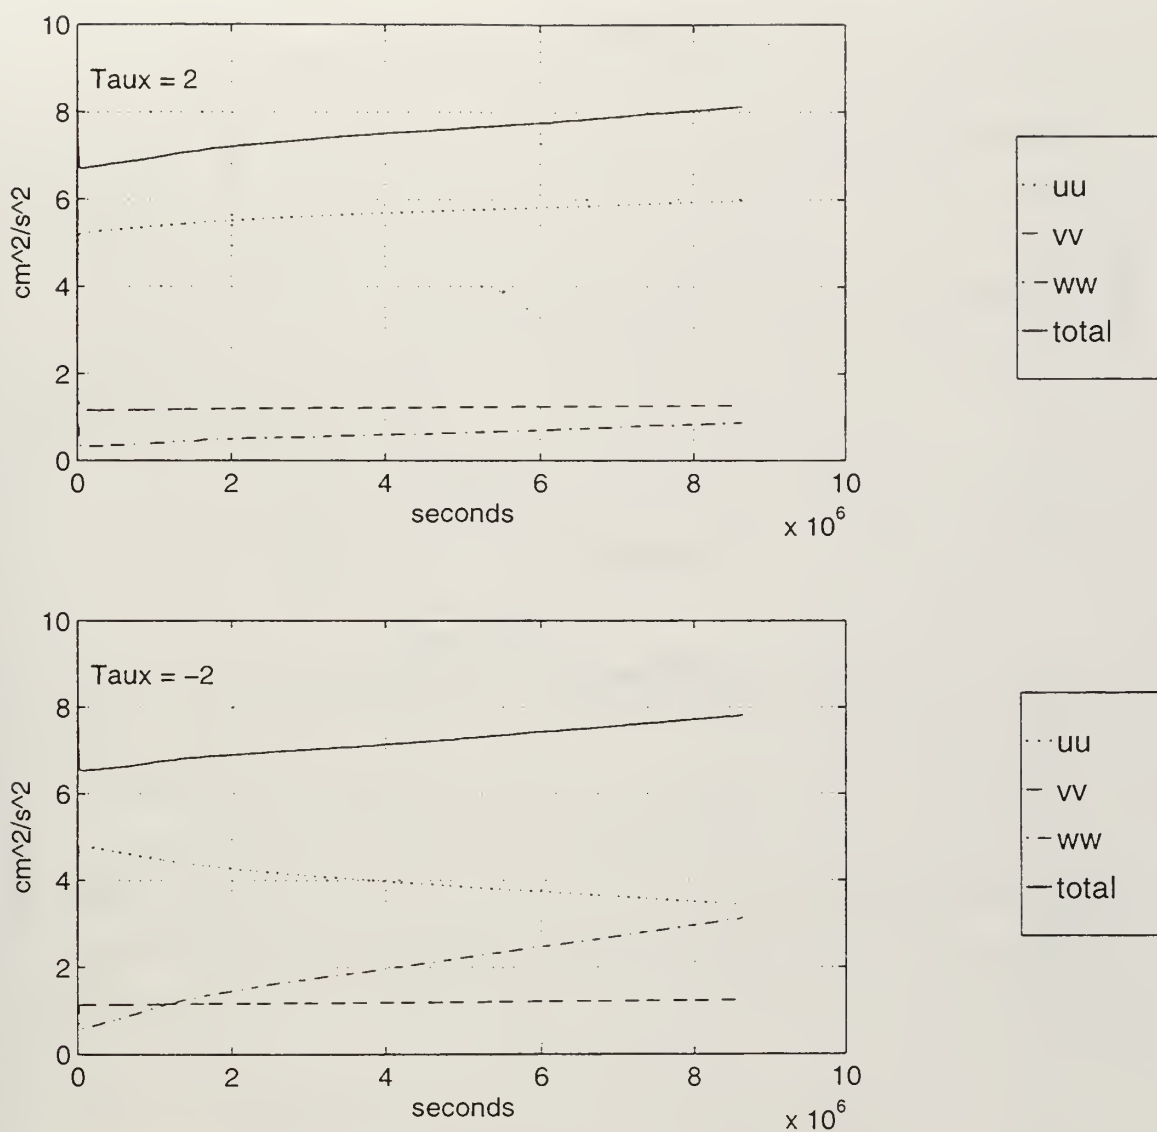 10
Taux = 2
8
6
4
2
0
cm^2/s^2
0 2 4 6 8 10
seconds
x 10^6
uu
vv
ww
total
10
Taux = −2
8
6
4
2
0
cm^2/s^2
0 2 4 6 8 10
seconds
x 10^6
uu
vv
ww
total